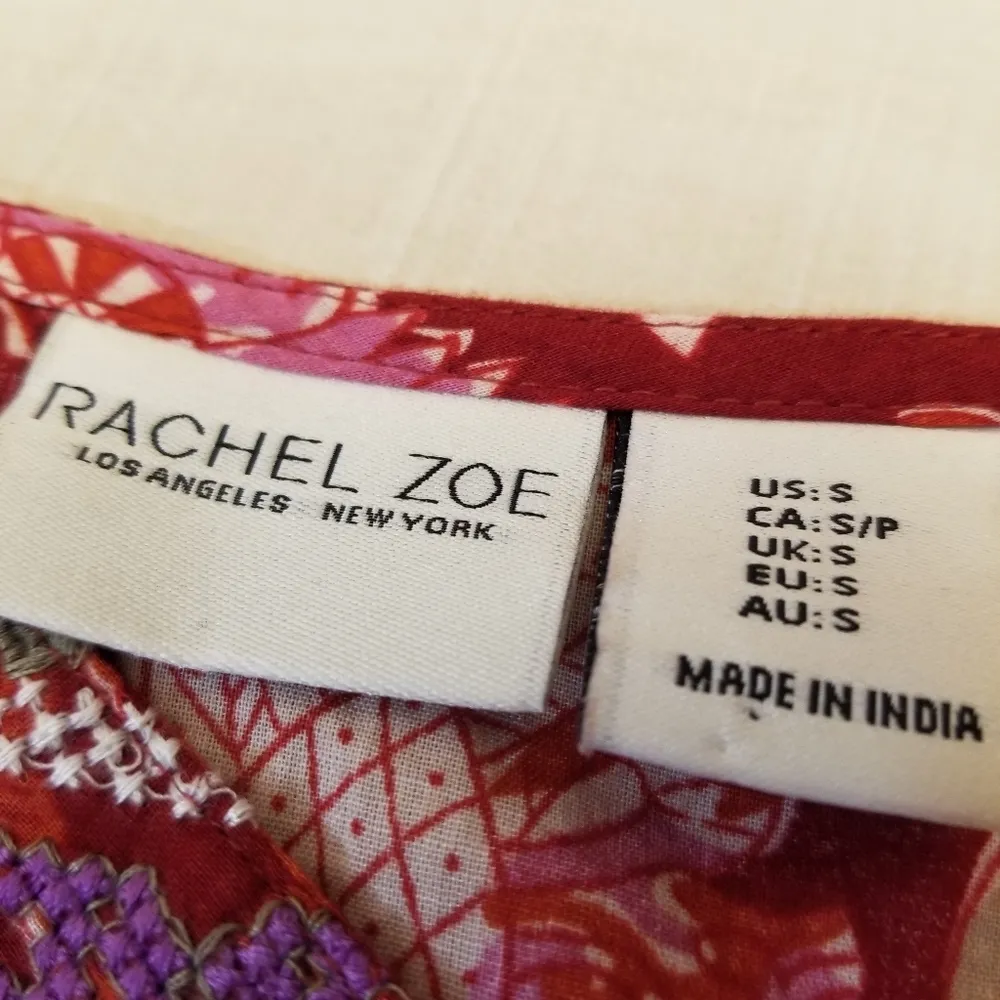 RACHEL ZOE
LOS ANGELES NEW YORK
US: S
CA: S/P
UK: S
EU: S
AU: S
MADE IN INDIA